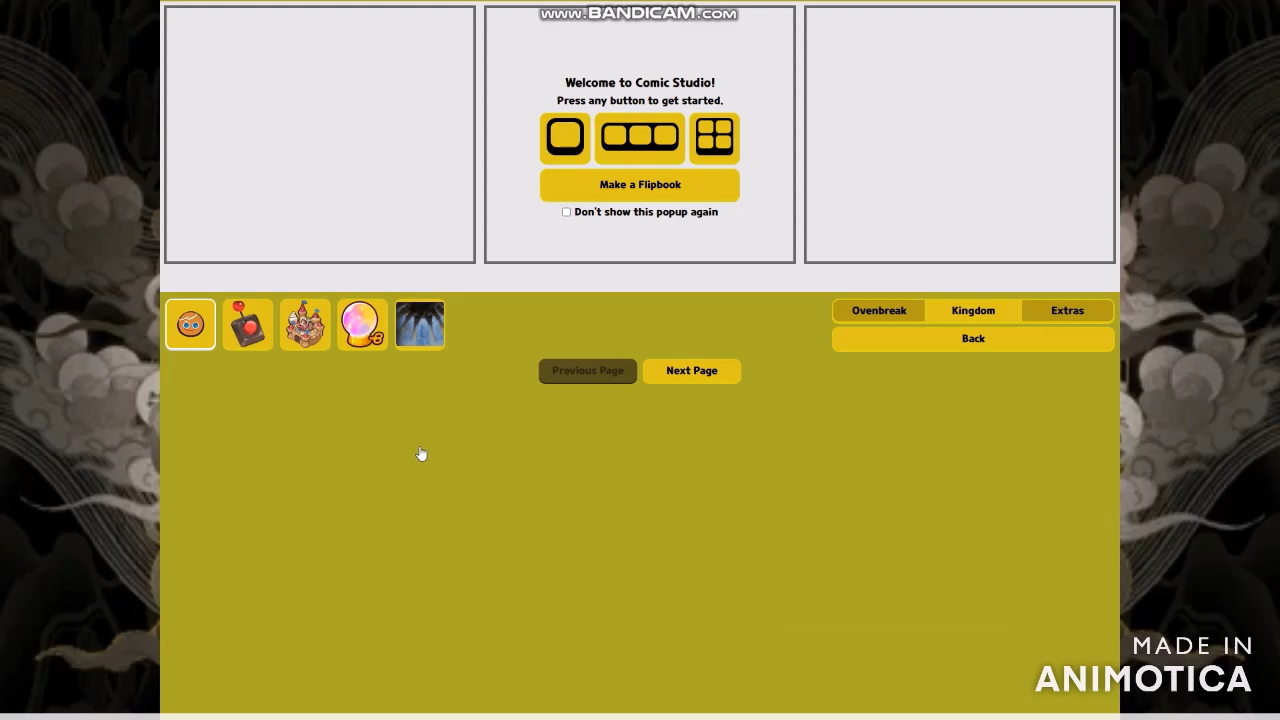 www.BANDICAM.com
Welcome to Comic Studio!
Press any button to get started.
Make a Flipbook
Don't show this popup again
Ovenbreak
Kingdom
Extras
Back
Previous Page
Next Page
MADE IN
ANIMOTICA